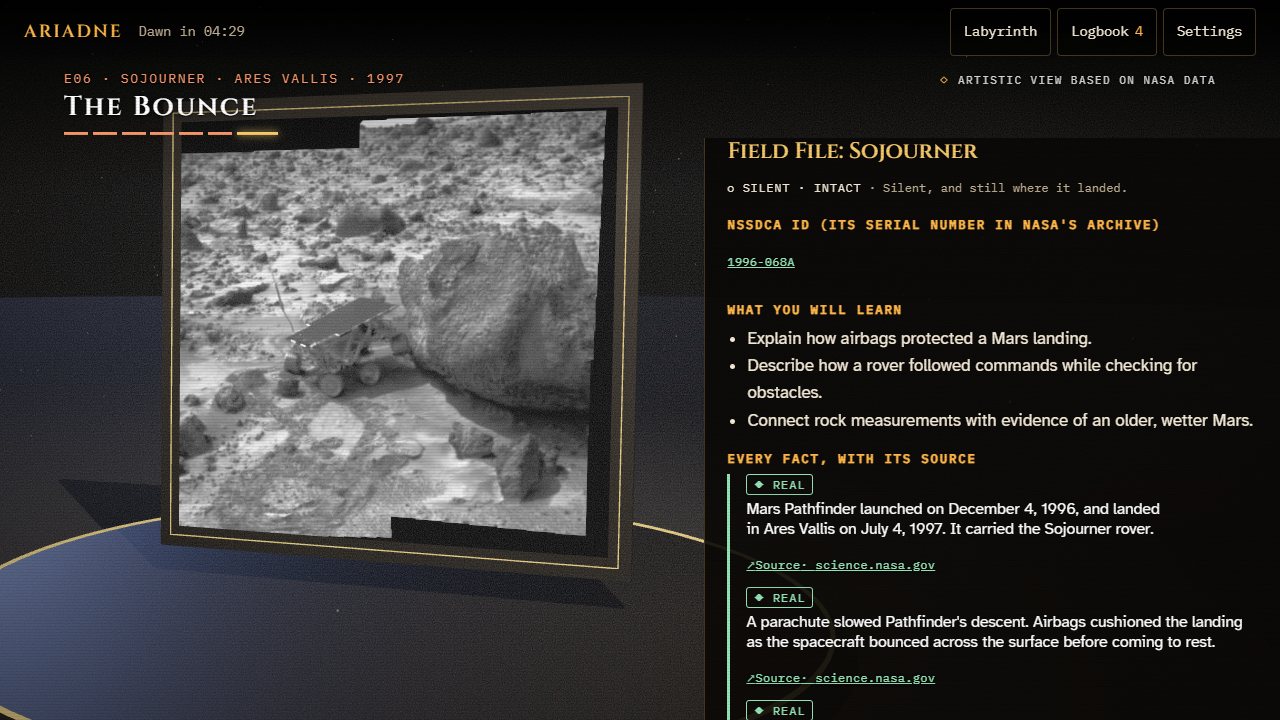 ARIADNE Dawn in 04:29 Labyrinth Logbook 4 Settings
E06 · SOJOURNER · ARES VALLIS · 1997
◇ ARTISTIC VIEW BASED ON NASA DATA
The Bounce
Field File: Sojourner
o SILENT · INTACT · Silent, and still where it landed.
NSSDCA ID (ITS SERIAL NUMBER IN NASA'S ARCHIVE)
1996-068A
WHAT YOU WILL LEARN
• Explain how airbags protected a Mars landing.
• Describe how a rover followed commands while checking for
obstacles.
• Connect rock measurements with evidence of an older, wetter Mars.
EVERY FACT, WITH ITS SOURCE
◆ REAL
Mars Pathfinder launched on December 4, 1996, and landed
in Ares Vallis on July 4, 1997. It carried the Sojourner rover.
↗Source· science.nasa.gov
◆ REAL
A parachute slowed Pathfinder's descent. Airbags cushioned the landing
as the spacecraft bounced across the surface before coming to rest.
↗Source· science.nasa.gov
◆ REAL